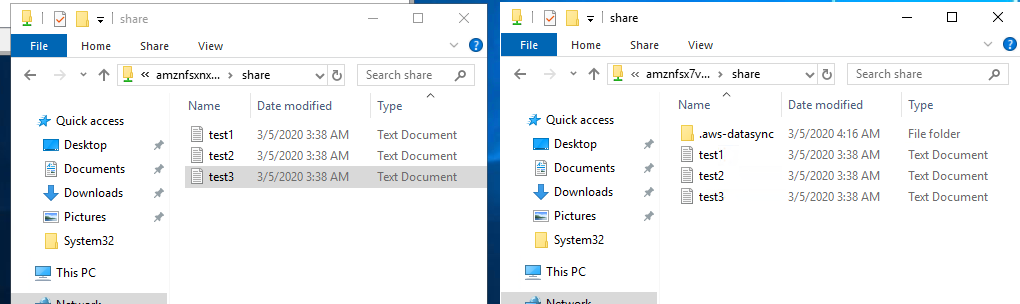 share
File Home Share View
« amznfsxnx... › share
Search share
Name Date modified Type
Quick access
Desktop
Documents
Downloads
Pictures
System32
This PC
Network
test1 3/5/2020 3:38 AM Text Document
test2 3/5/2020 3:38 AM Text Document
test3 3/5/2020 3:38 AM Text Document
share
File Home Share View
« amznfsx7v... › share
Search share
Name Date modified Type
Quick access
Desktop
Documents
Downloads
Pictures
System32
This PC
Network
.aws-datasync 3/5/2020 4:16 AM File folder
test1 3/5/2020 3:38 AM Text Document
test2 3/5/2020 3:38 AM Text Document
test3 3/5/2020 3:38 AM Text Document